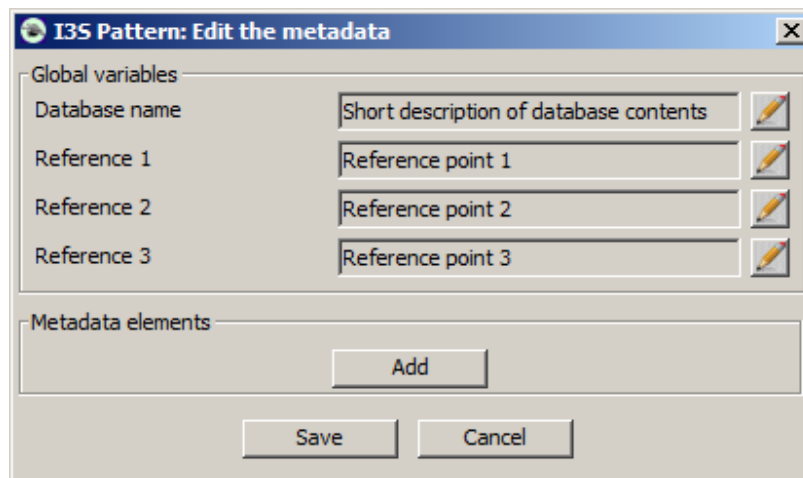 I3S Pattern: Edit the metadata
Global variables
Database name Short description of database contents
Reference 1 Reference point 1
Reference 2 Reference point 2
Reference 3 Reference point 3
Metadata elements
Add
Save Cancel